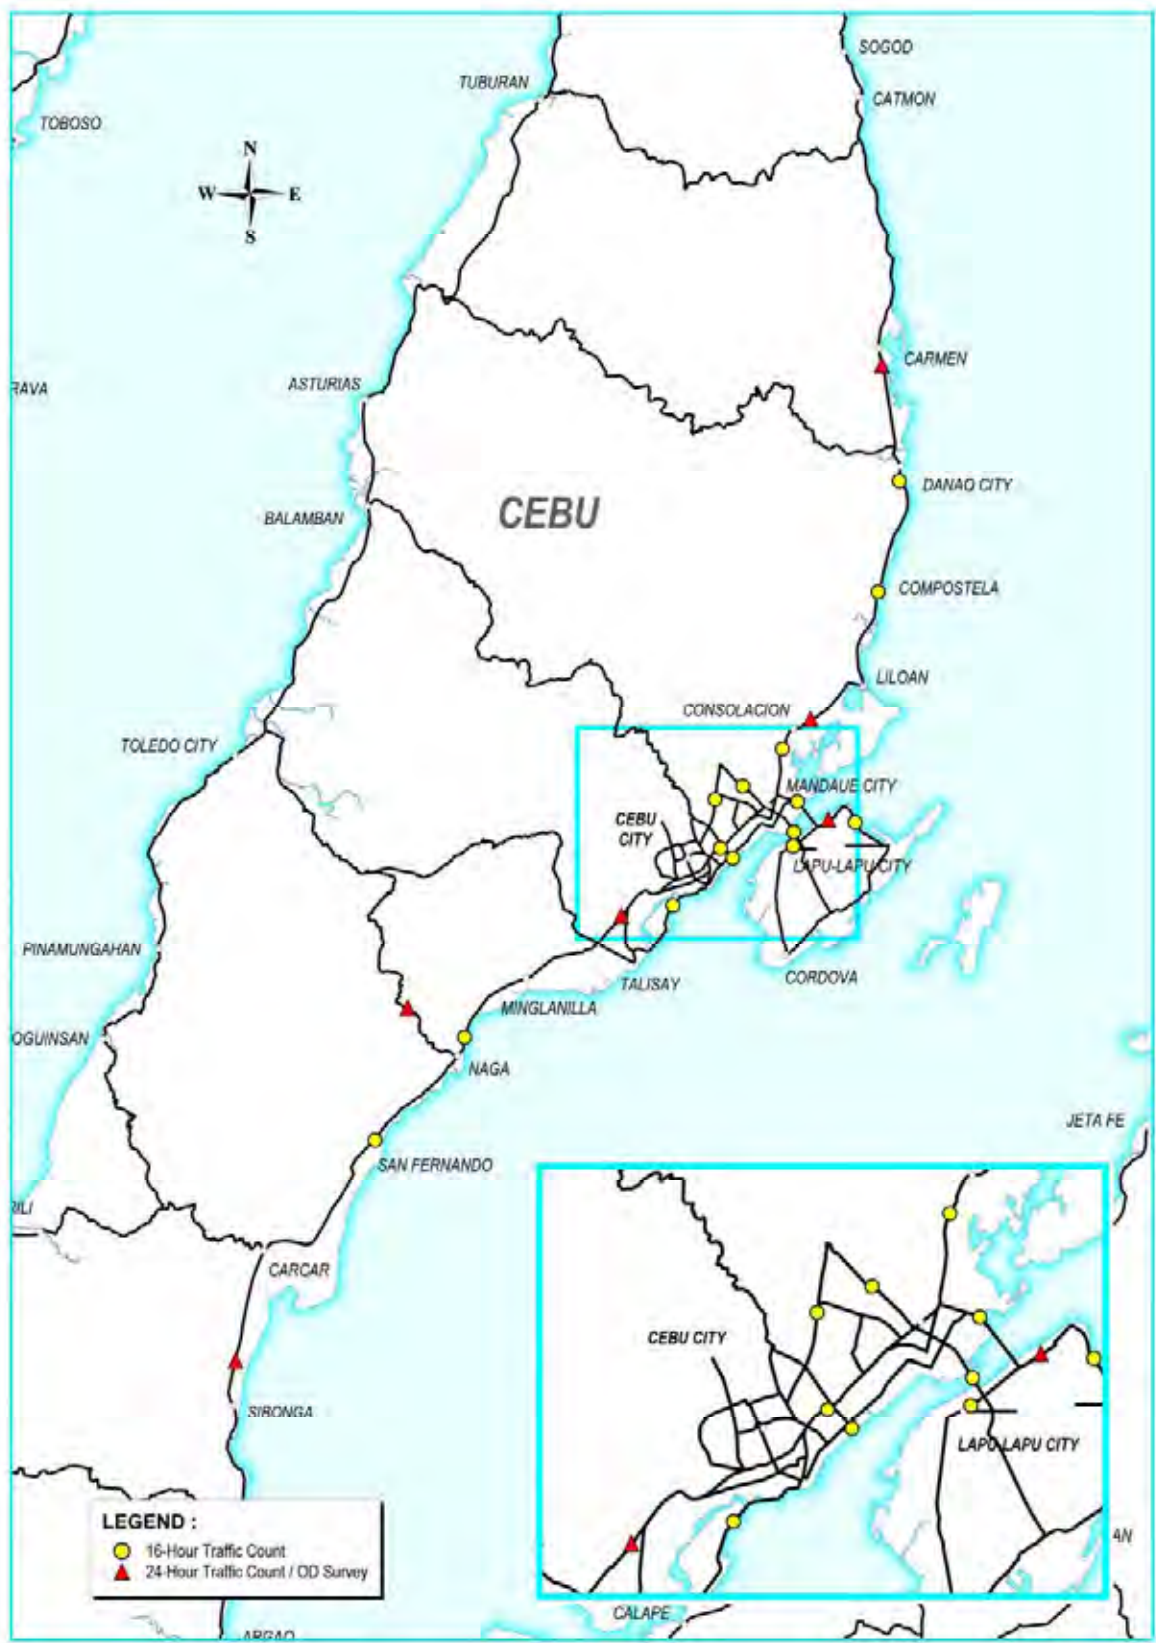 SOGOD
TUBURAN
CATMON
TOBOSO
N
W E
S
CARMEN
ASTURIAS
RAVA
DANAO CITY
CEBU
BALAMBAN
COMPOSTELA
LILOAN
CONSOLACION
TOLEDO CITY
MANDAUE CITY
CEBU
CITY
LAPU-LAPU CITY
PINAMUNGAHAN
CORDOVA
TALISAY
MINGLANILLA
OGUINSAN
NAGA
JETA FE
SAN FERNANDO
RILI
CARCAR
CEBU CITY
SIBONGA
LAPU-LAPU CITY
LEGEND :
16-Hour Traffic Count
24-Hour Traffic Count / OD Survey
AN
CALAPE
ARGAO